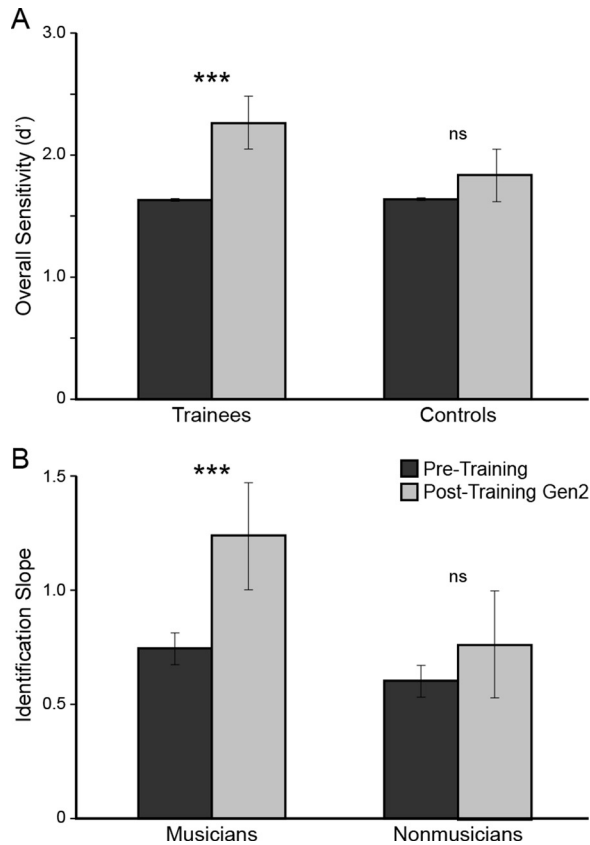 A
3.0
2.0
1.0
0
Overall Sensitivity (d')
***
ns
Trainees
Controls
B
1.5
1.0
0.5
0
Identification Slope
***
ns
Pre-Training
Post-Training Gen2
Musicians
Nonmusicians